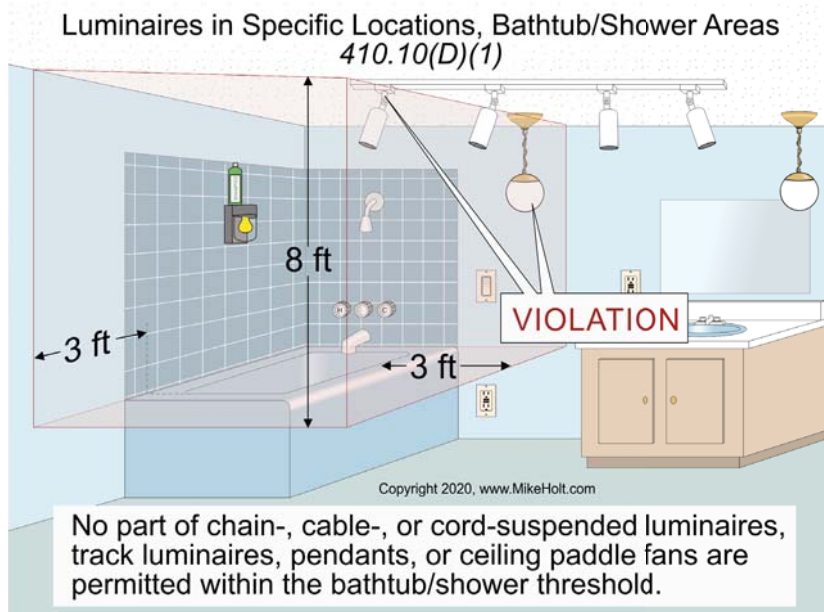 Luminaires in Specific Locations, Bathtub/Shower Areas
410.10(D)(1)
8 ft
3 ft
3 ft
VIOLATION
H
C
Copyright 2020, www.MikeHolt.com
No part of chain-, cable-, or cord-suspended luminaires,
track luminaires, pendants, or ceiling paddle fans are
permitted within the bathtub/shower threshold.